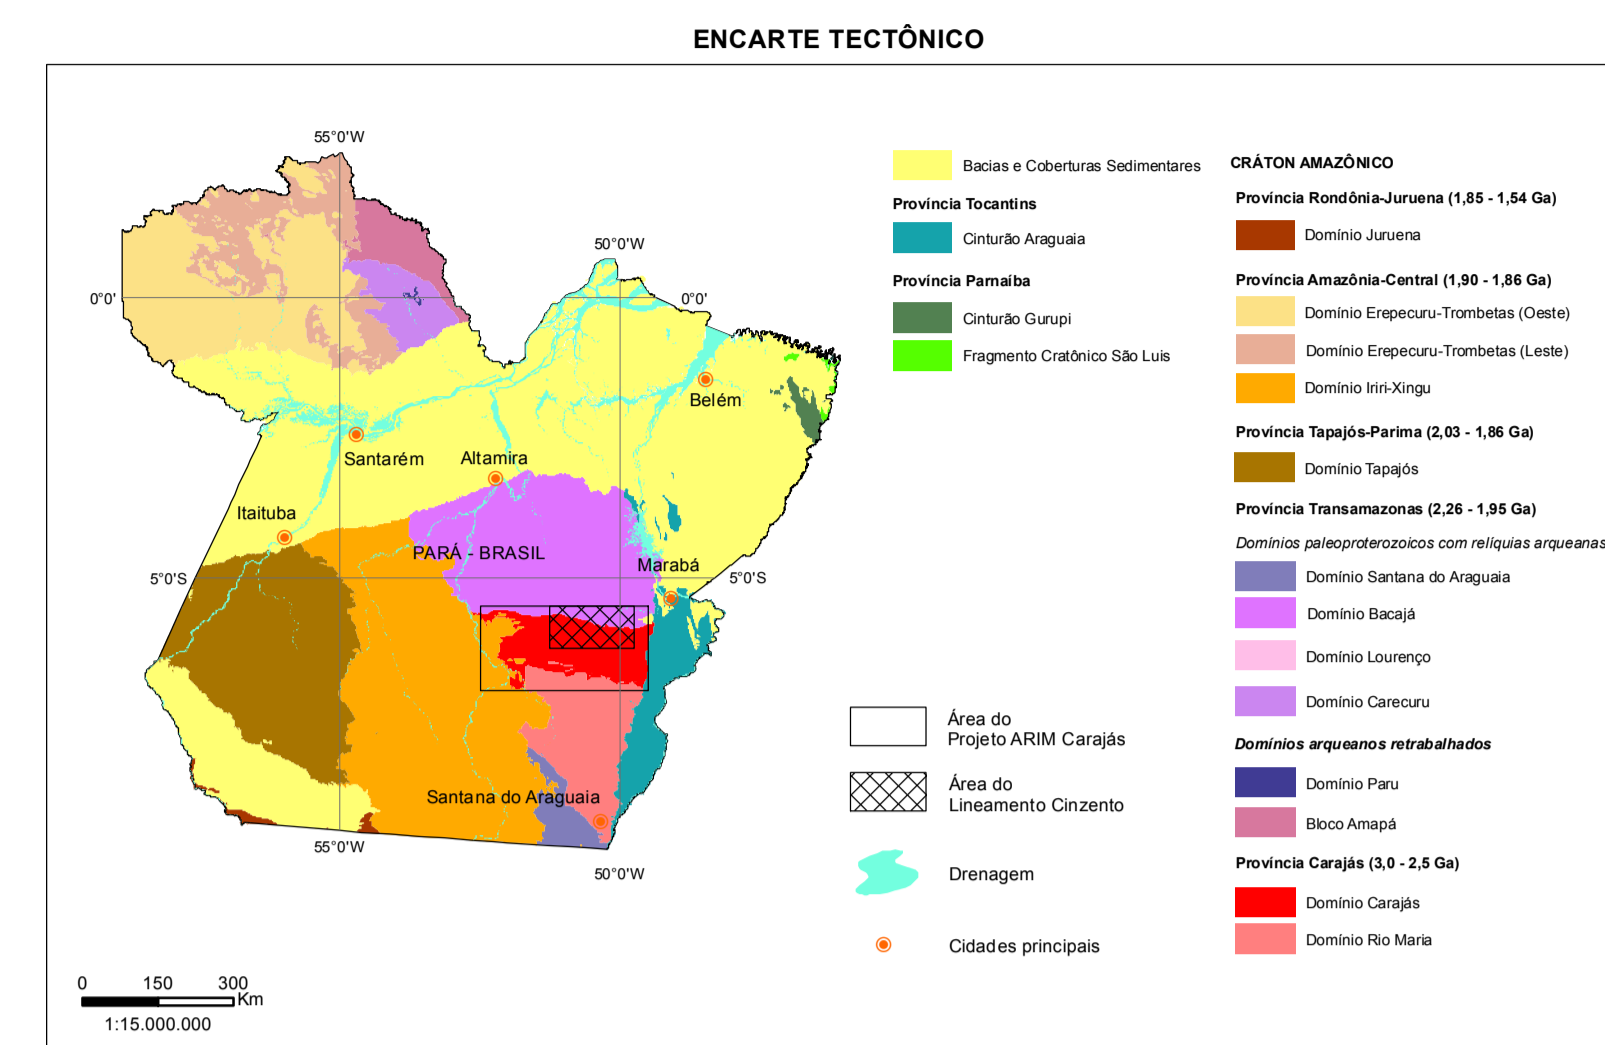 ENCARTE TECTÔNICO
55°0'W
50°0'W
0°0'
0°0'
Belém
Santarém
Altamira
Itaituba
PARÁ - BRASIL
Marabá
5°0'S
5°0'S
Santana do Araguaia
55°0'W
50°0'W
0 150 300
Km
1:15.000.000
Bacias e Coberturas Sedimentares
Província Tocantins
Cinturão Araguaia
Província Parnaíba
Cinturão Gurupi
Fragmento Cratônico São Luis
Área do
Projeto ARIM Carajás
Área do
Lineamento Cinzento
Drenagem
Cidades principais
CRÁTON AMAZÔNICO
Província Rondônia-Juruena (1,85 - 1,54 Ga)
Domínio Juruena
Província Amazônia-Central (1,90 - 1,86 Ga)
Domínio Erepecuru-Trombetas (Oeste)
Domínio Erepecuru-Trombetas (Leste)
Domínio Iriri-Xingu
Província Tapajós-Parima (2,03 - 1,86 Ga)
Domínio Tapajós
Província Transamazonas (2,26 - 1,95 Ga)
Domínios paleoproterozoicos com relíquias arqueanas
Domínio Santana do Araguaia
Domínio Bacajá
Domínio Lourenço
Domínio Carecuru
Domínios arqueanos retrabalhados
Domínio Paru
Bloco Amapá
Província Carajás (3,0 - 2,5 Ga)
Domínio Carajás
Domínio Rio Maria